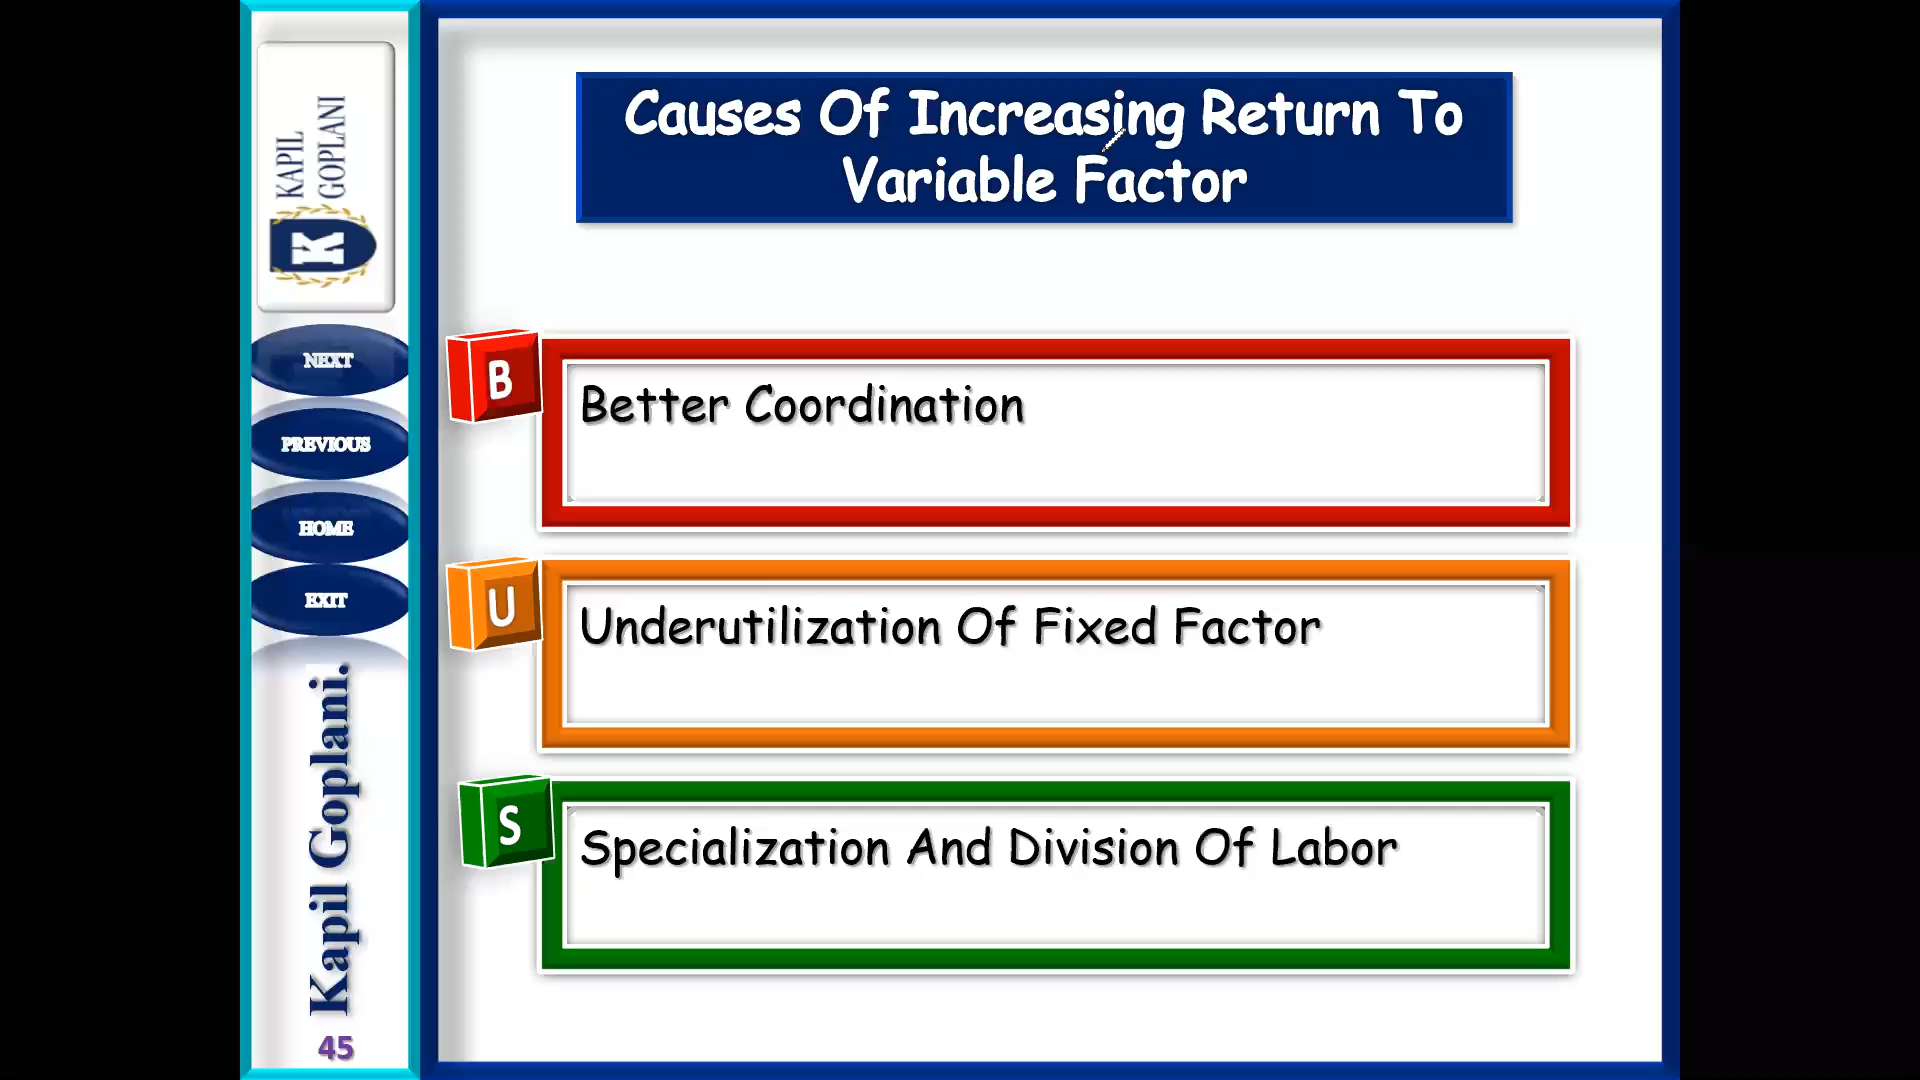 KAPIL
GOPLANI
K
NEXT
PREVIOUS
HOME
EXIT
Kapil Goplani.
45
Causes Of Increasing Return To
Variable Factor
B
Better Coordination
U
Underutilization Of Fixed Factor
S
Specialization And Division Of Labor